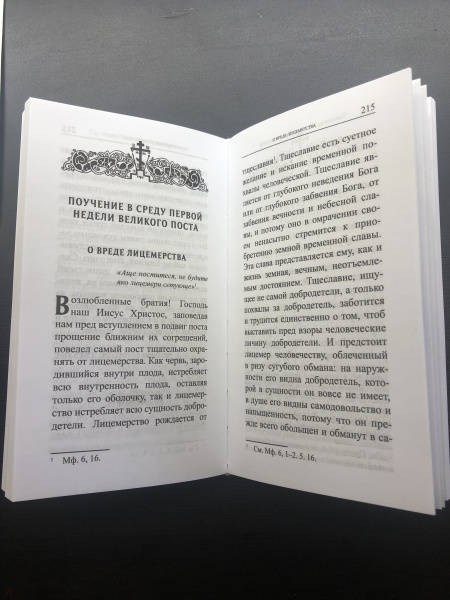 ПОУЧЕНИЕ В СРЕДУ ПЕРВОЙ
НЕДЕЛИ ВЕЛИКОГО ПОСТА
О ВРЕДЕ ЛИЦЕМЕРСТВА
«Аще поститеся, не будите
яко лицемери сетующе»¹.
Возлюбленные братия! Господь
наш Иисус Христос, заповедав
нам пред вступлением в подвиг поста
прощение ближним их согрешений,
повелел самый пост тщательно охра-
нять от лицемерства. Как червь, заро-
дившийся внутри плода, истребляет
всю внутренность плода, оставляя
только его оболочку, так и лицемер-
ство истребляет всю сущность добро-
детели. Лицемерство рождается от
¹ Мф. 6, 16.
О ВРЕДЕ ЛИЦЕМЕРСТВА
215
тщеславия¹. Тщеславие есть суетное
желание и искание временной по-
хвалы человеческой. Тщеславие яв-
ляется от глубокого неведения Бога
или от глубокого забвения Бога, от
забвения вечности и небесной сла-
вы, и потому оно в омрачении сво-
ем ненасытно стремится к прио-
бретению земной временной славы.
Эта слава представляется ему, как и
жизнь земная, вечным, неотъемле-
мым достоянием. Тщеславие, ищу-
щее не самой добродетели, а только
похвалы за добродетель, заботится
и трудится единственно о том, чтоб
выставить пред взоры человеческие
личину добродетели. И предстоит
лицемер человечеству, облеченный
в ризу сугубого обмана: на наруж-
ности его видна добродетель, кото-
рой в сущности он вовсе не имеет,
в душе его видны самодовольство и
напыщенность, потому что он пре-
жде всего обольщен и обманут в са-
¹ См. Мф. 6, 1–2. 5. 16.